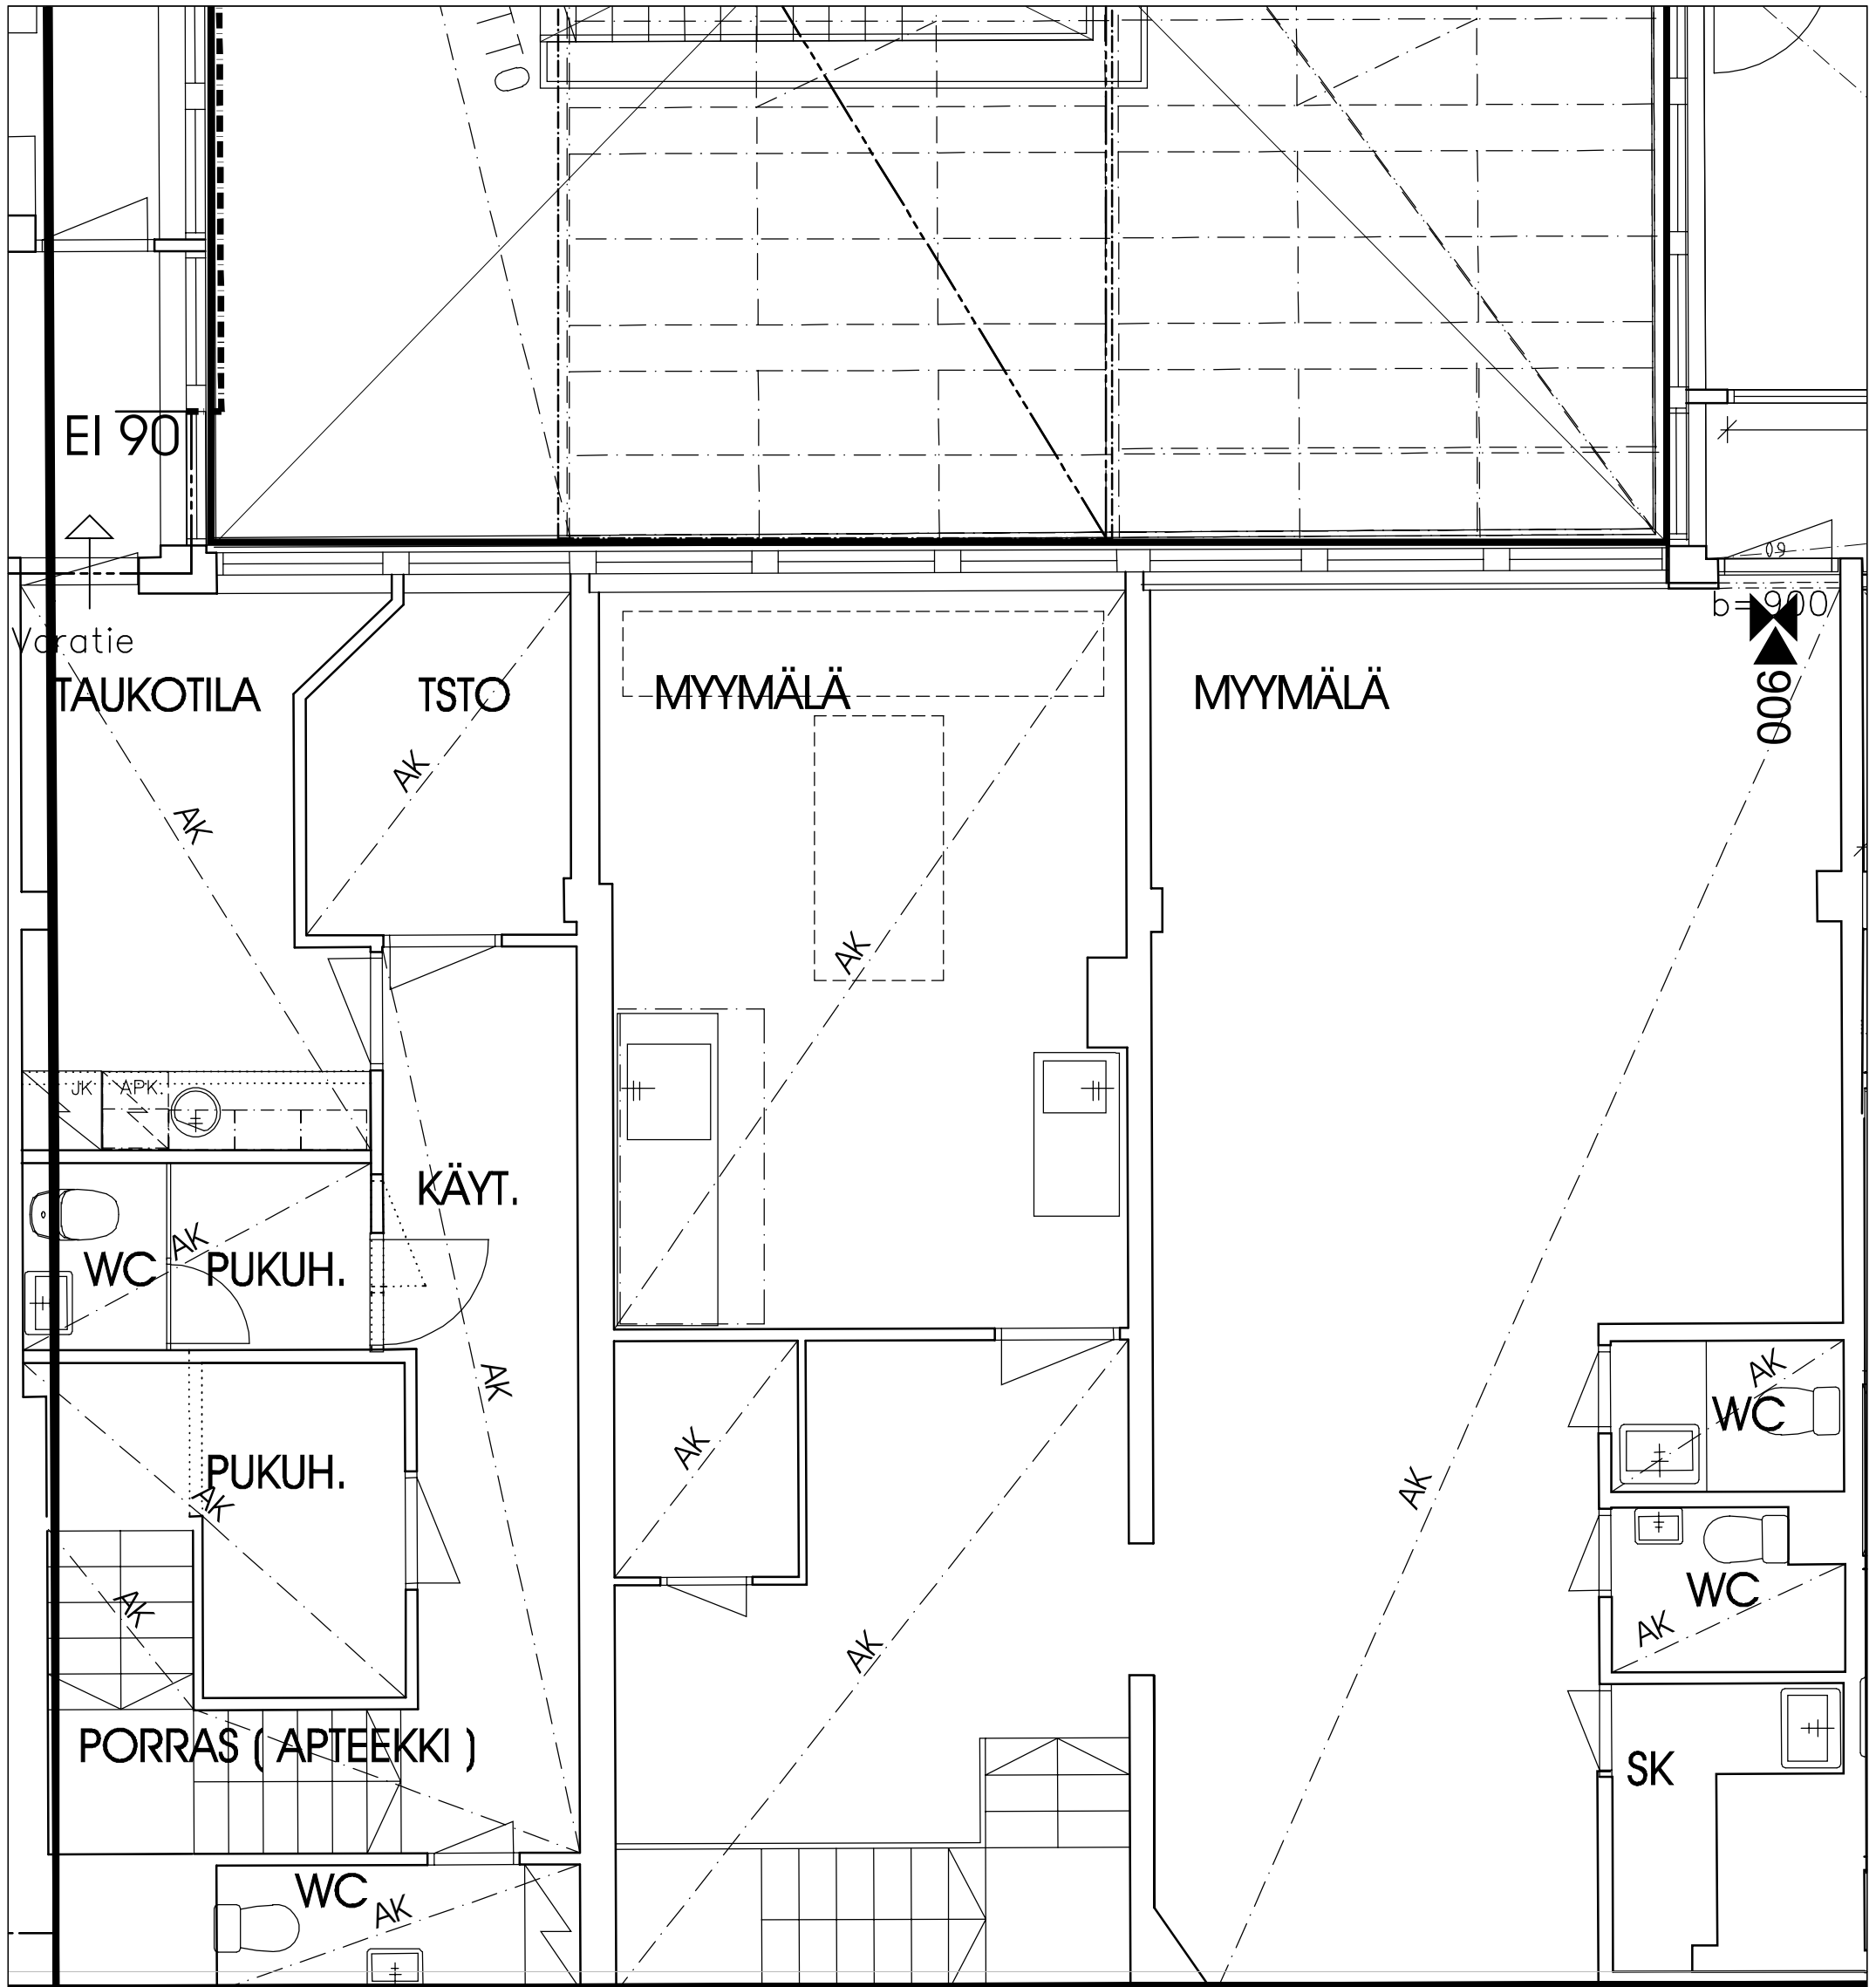 EI 90
09
b=900
Varatie
900
TAUKOTILA
TSTO
MYYMÄLÄ
MYYMÄLÄ
AK
AK
AK
JK
APK.
KÄYT.
AK
WC
PUKUH.
AK
AK
WC
AK
PUKUH.
AK
AK
AK
WC
AK
AK
AK
PORRAS ( APTEEKKI )
SK
WC
AK